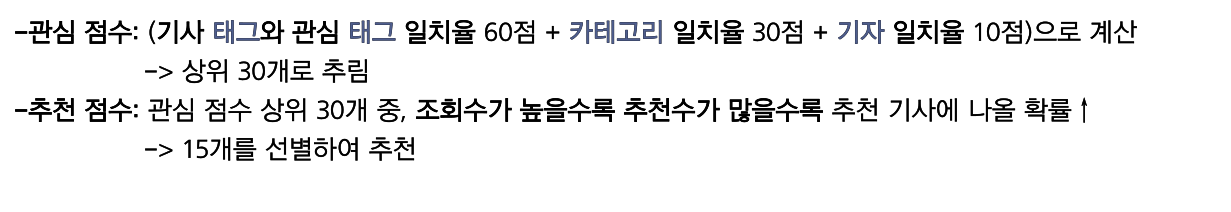 -관심 점수: (기사 태그와 관심 태그 일치율 60점 + 카테고리 일치율 30점 + 기자 일치율 10점)으로 계산
-> 상위 30개로 추림
-추천 점수: 관심 점수 상위 30개 중, 조회수가 높을수록 추천수가 많을수록 추천 기사에 나올 확률↑
-> 15개를 선별하여 추천